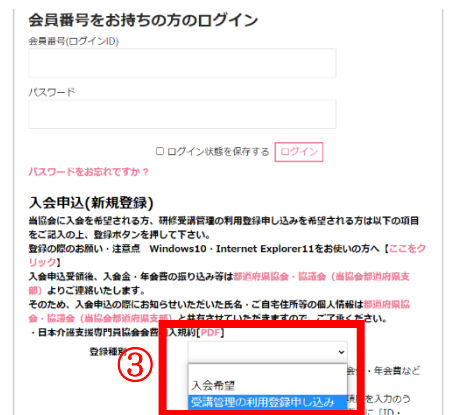 会員番号をお持ちの方のログイン
会員番号(ログインID)
パスワード
ログイン状態を保存する ログイン
パスワードをお忘れですか？
入会申込(新規登録)
当協会に入会を希望される方、研修受講管理の利用登録申し込みを希望される方は以下の項目
をご記入の上、登録ボタンを押して下さい。
登録の際のお願い・注意点 Windows10・Internet Explorer11をお使いの方へ【ここをク
リック】
入会申込受領後、入会金・年会費の振り込み等は都道府県協会・協議会（当協会都道府県支
部）よりご連絡いたします。
そのため、入会申込の際にお知らせいただいた氏名・ご自宅住所等の個人情報は都道府県協
会・協議会（当協会都道府県支部）と共有させていただきますので、ご了承ください。
・日本介護支援専門員協会会費 入規約[PDF]
登録種別
③
・年会費など
入会希望
受講管理の利用登録申し込み
を入力のう
に「ID・